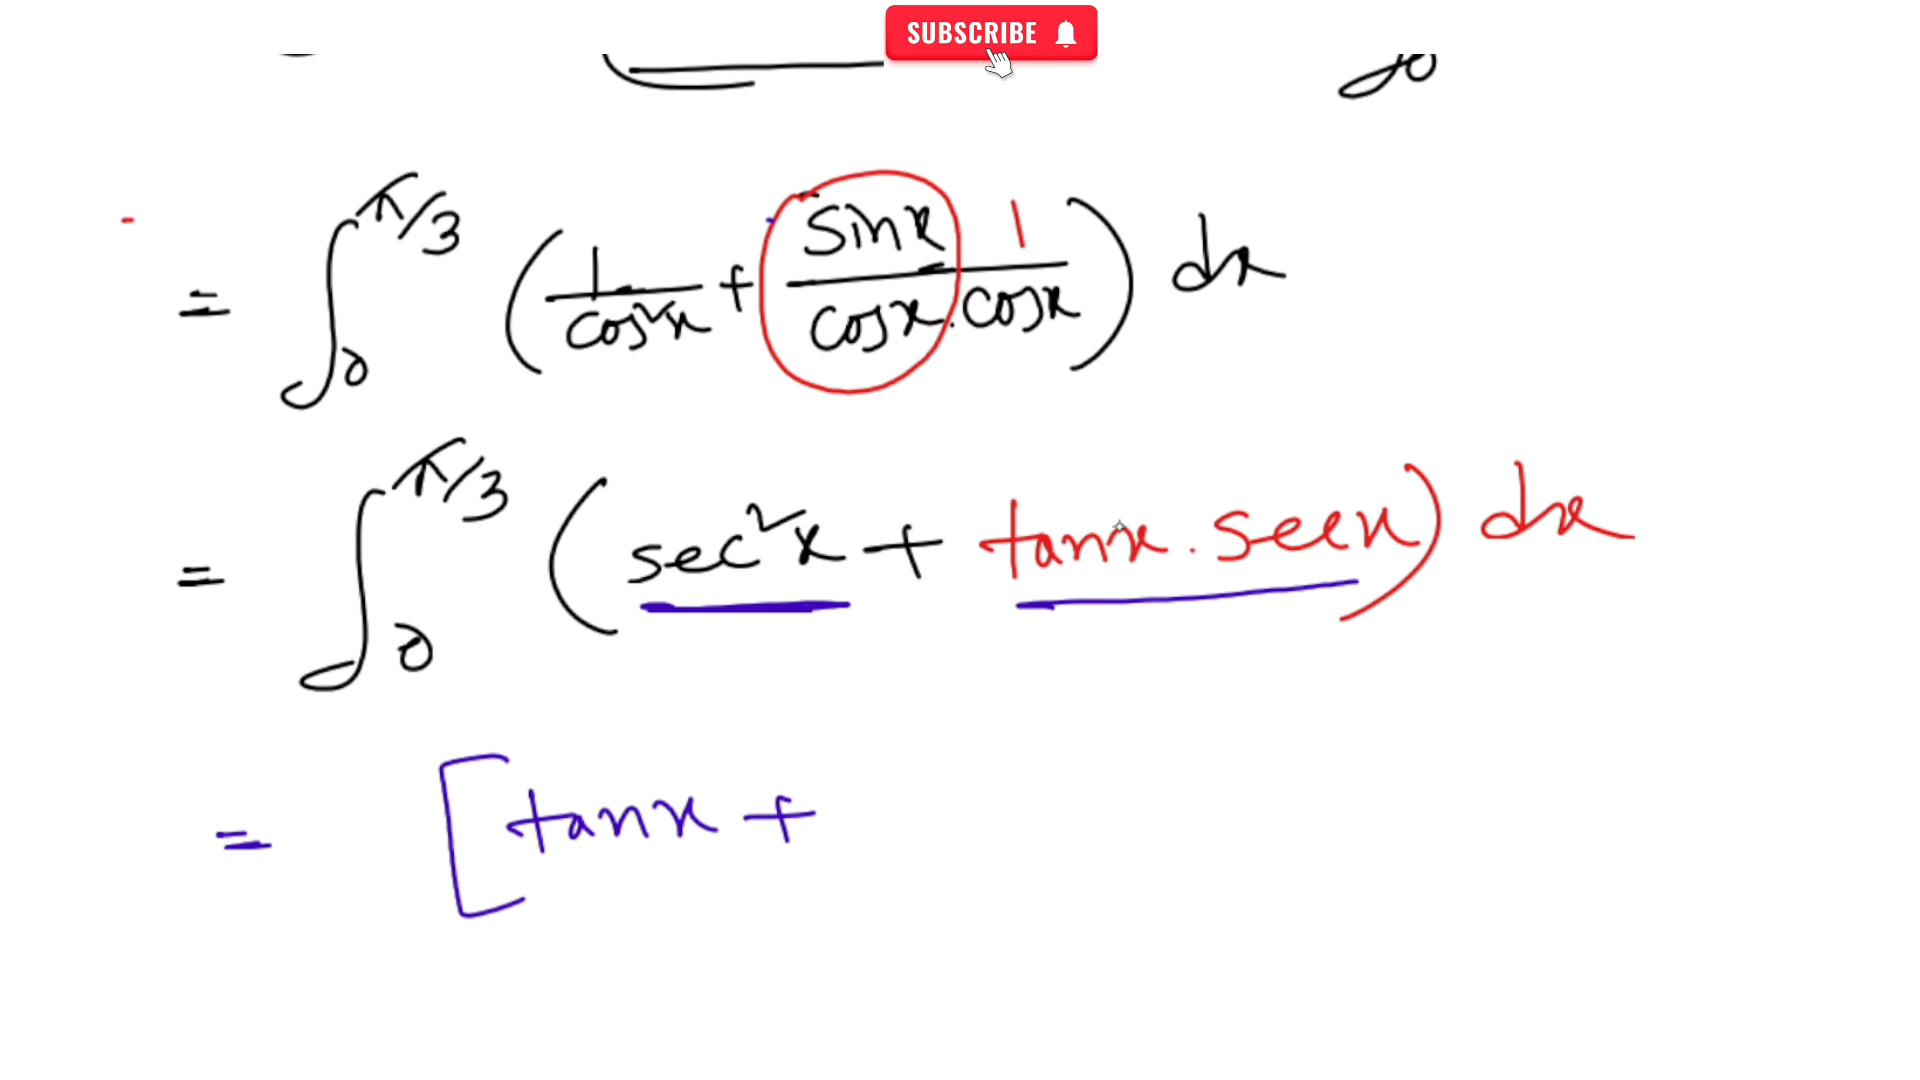 SUBSCRIBE
= ∫₀^π/3 (1/cos²x + sinx/cosx . 1/cosx) dx
= ∫₀^π/3 (sec²x + tanx . secx) dx
= [tanx +